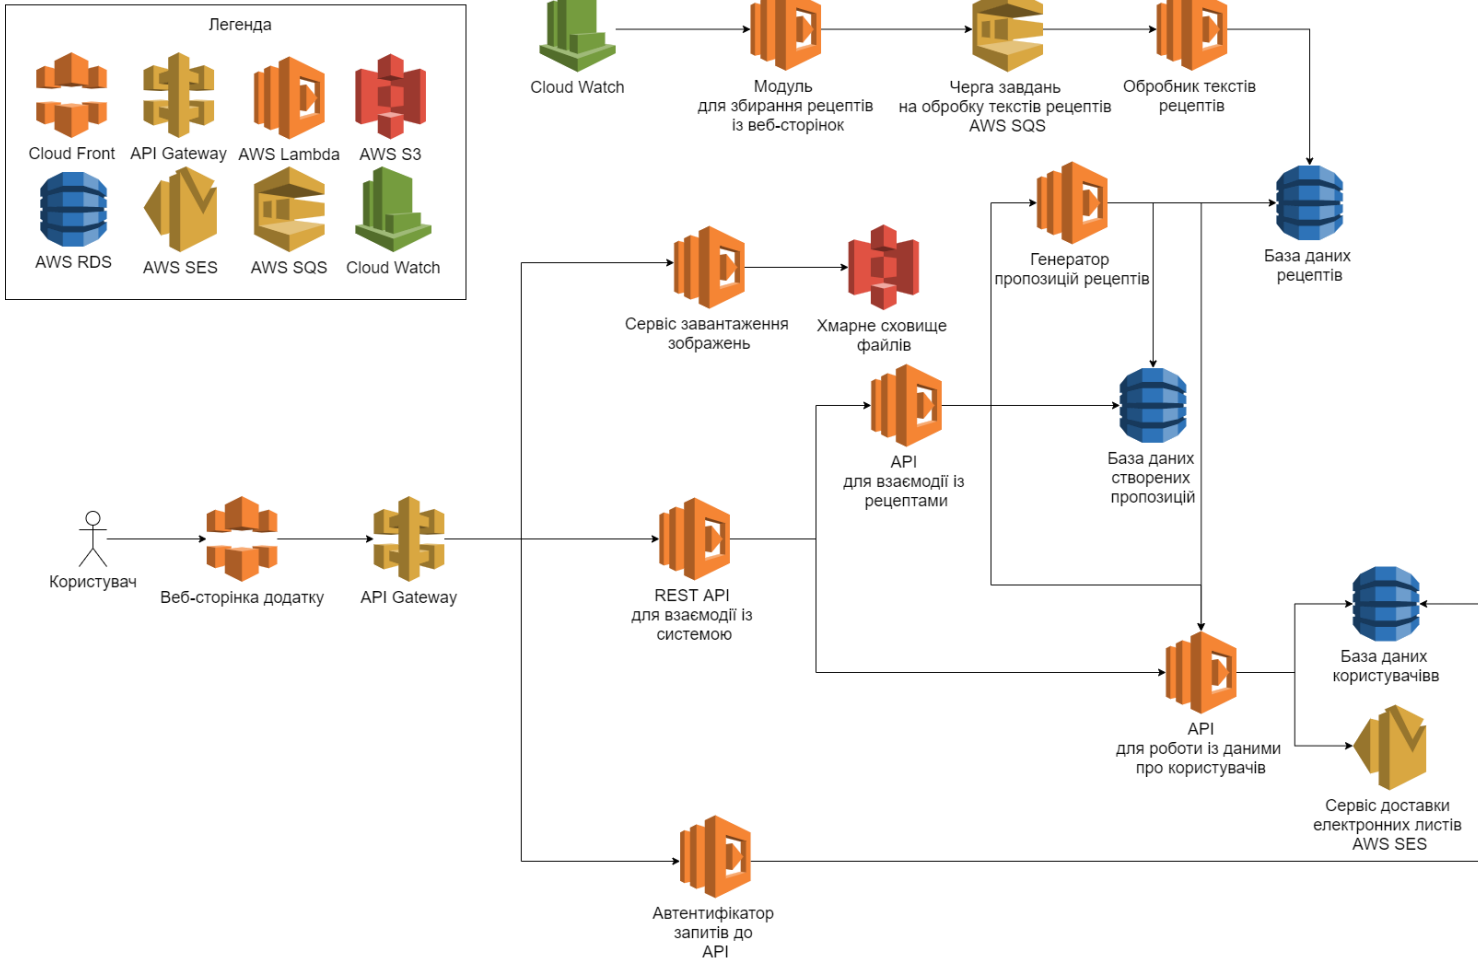 Легенда
Cloud Front
API Gateway
AWS Lambda
AWS S3
AWS RDS
AWS SES
AWS SQS
Cloud Watch
Cloud Watch
Модуль
для збирання рецептів
із веб-сторінок
Черга завдань
на обробку текстів рецептів
AWS SQS
Обробник текстів
рецептів
Генератор
пропозицій рецептів
База даних
рецептів
Сервіс завантаження
зображень
Хмарне сховище
файлів
API
для взаємодії із
рецептами
База даних
створених
пропозицій
Користувач
Веб-сторінка додатку
API Gateway
REST API
для взаємодії із
системою
База даних
користувачівв
API
для роботи із даними
про користувачів
Сервіс доставки
електронних листів
AWS SES
Автентифікатор
запитів до
API